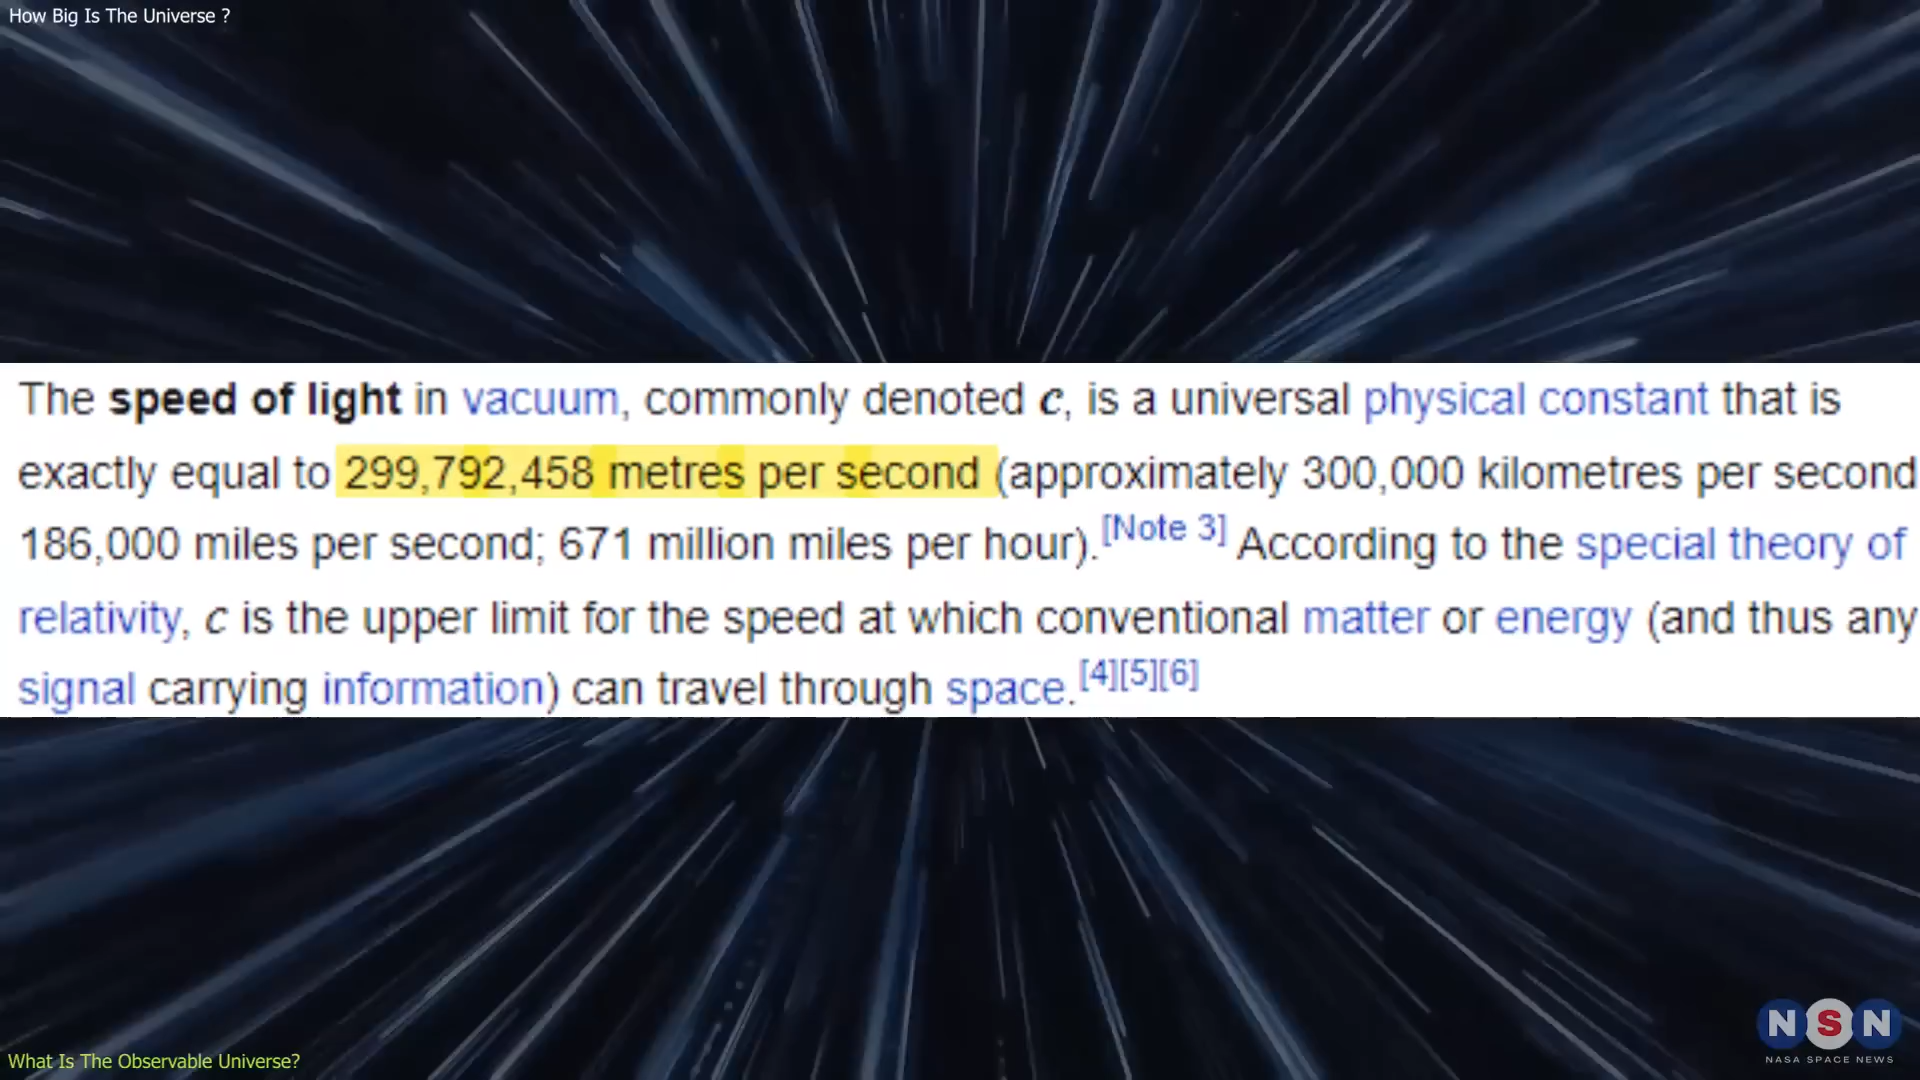 How Big Is The Universe ?
The speed of light in vacuum, commonly denoted c, is a universal physical constant that is
exactly equal to 299,792,458 metres per second (approximately 300,000 kilometres per second
186,000 miles per second; 671 million miles per hour).[Note 3] According to the special theory of
relativity, c is the upper limit for the speed at which conventional matter or energy (and thus any
signal carrying information) can travel through space.[4][5][6]
NSN
NASA SPACE NEWS
What Is The Observable Universe?